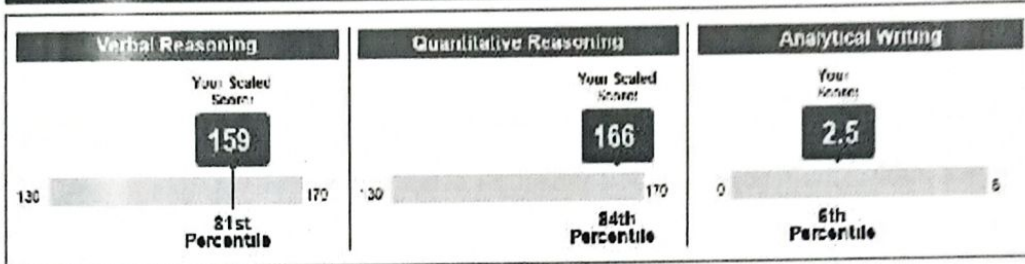 Verbal Reasoning
Your Scaled
Score:
159
130
170
81st
Percentile
Quantitative Reasoning
Your Scaled
Score:
166
130
170
84th
Percentile
Analytical Writing
Your
Score:
2.5
0
6
6th
Percentile